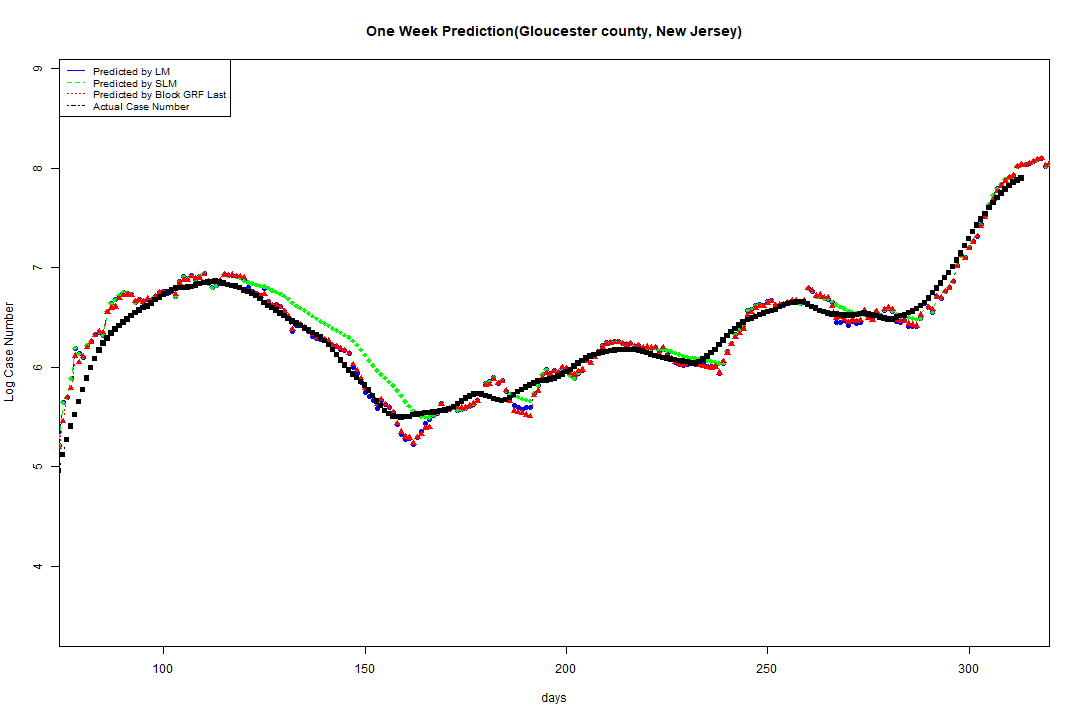 One Week Prediction(Gloucester county, New Jersey)
Predicted by LM
Predicted by SLM
Predicted by Block GRF Last
Actual Case Number
9
8
7
6
5
4
Log Case Number
100
150
200
250
300
days